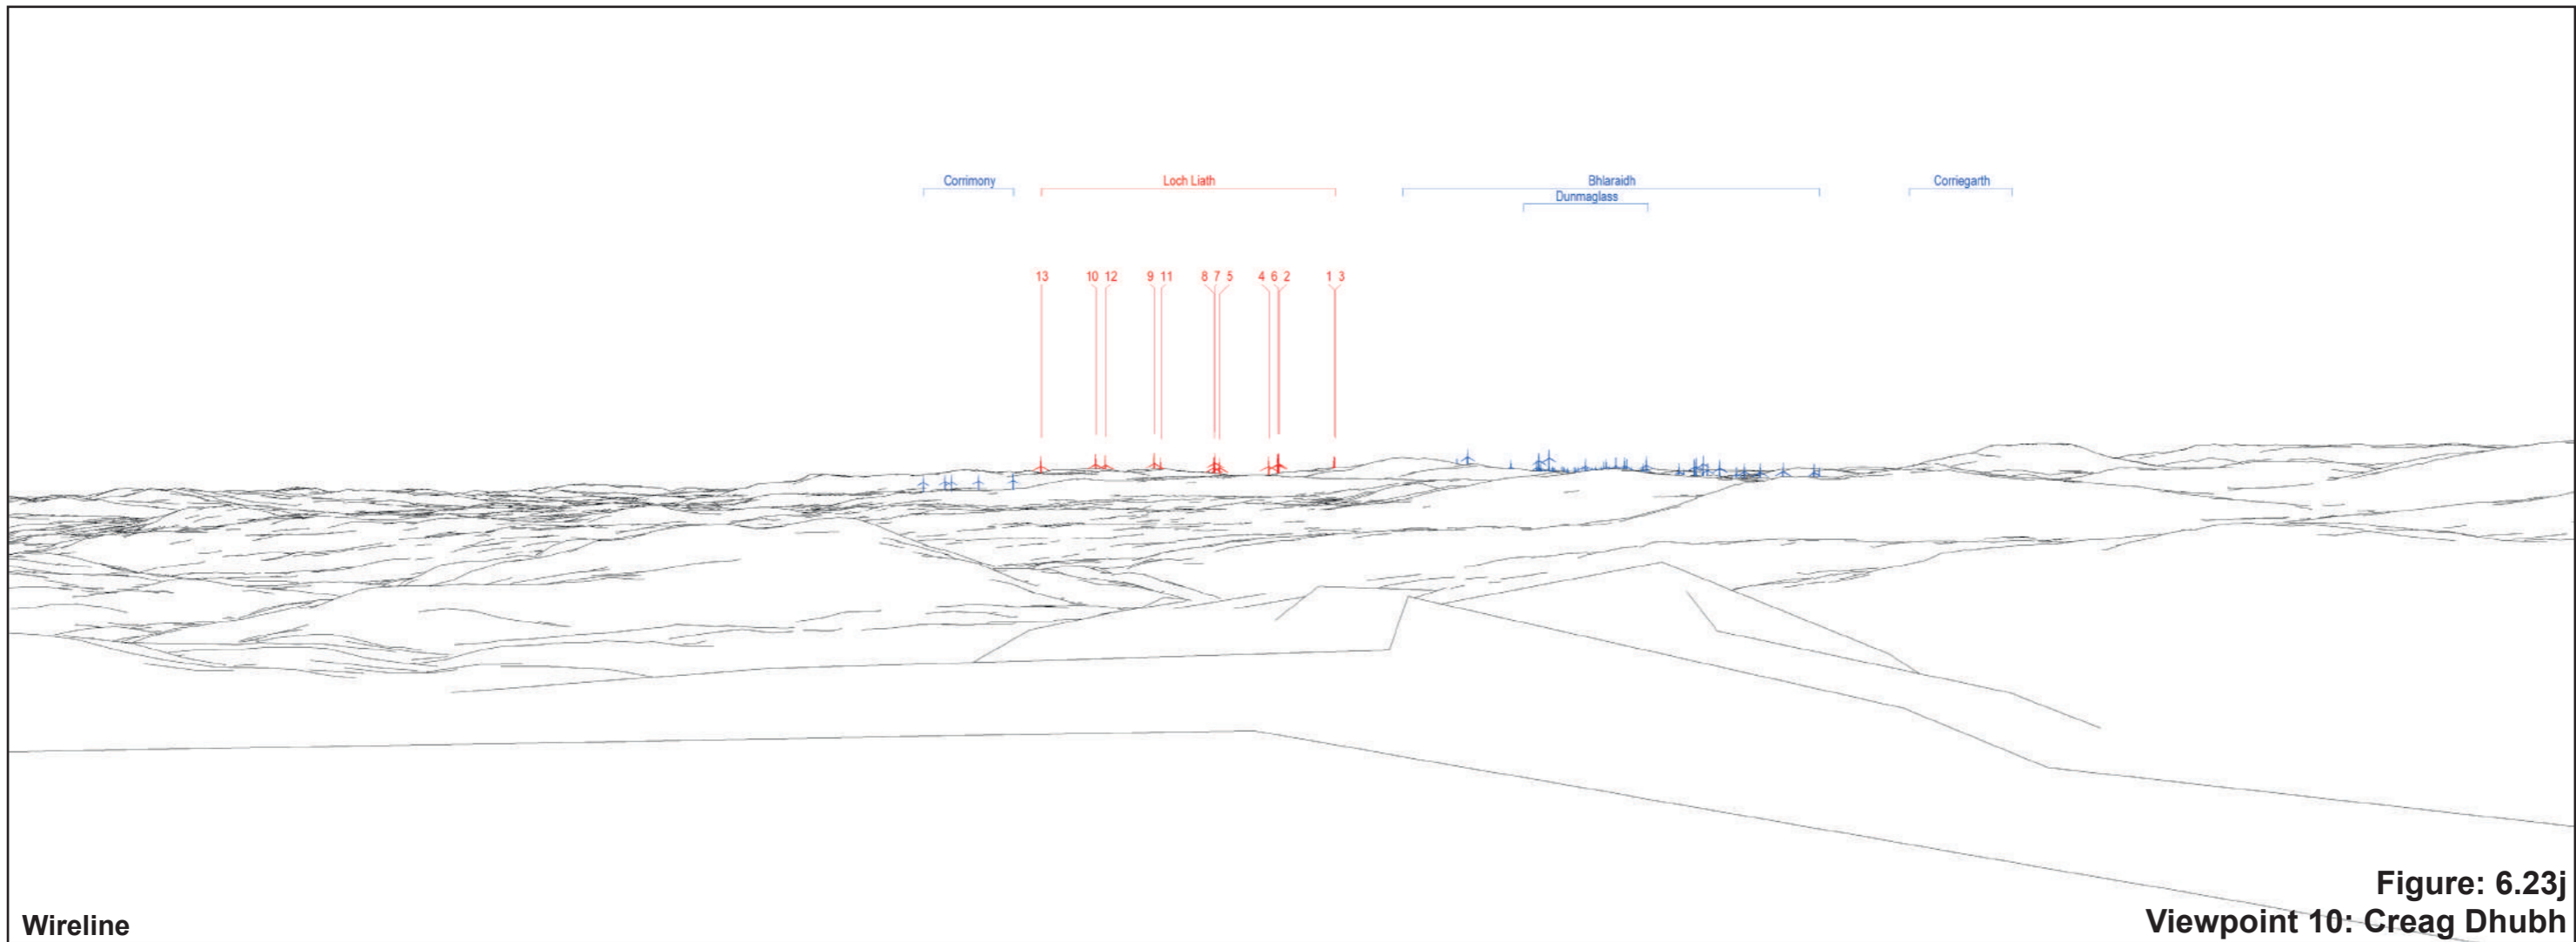 Corrimony Loch Liath Bhlaraidh Corriegarth
Dunmaglass
13 10 12 9 11 8 7 5 4 6 2 1 3
Figure: 6.23j
Wireline Viewpoint 10: Creag Dhubh